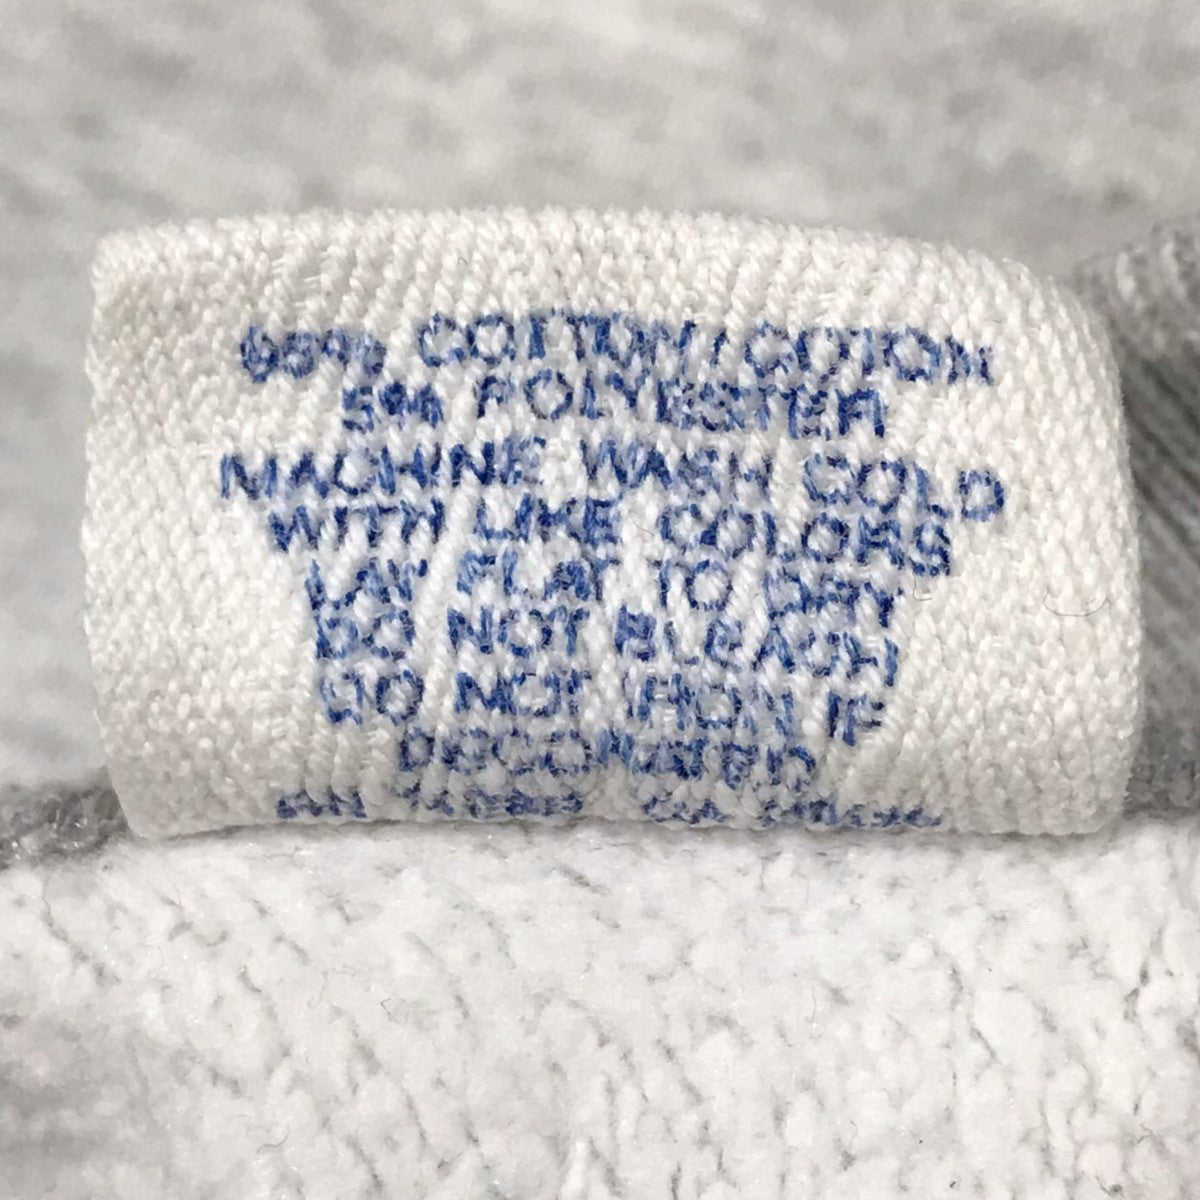 95% COTTON/COTON
5% POLYESTER
MACHINE WASH COLD
WITH LIKE COLORS
LAY FLAT TO DRY
DO NOT BLEACH
DO NOT IRON IF
DECORATED